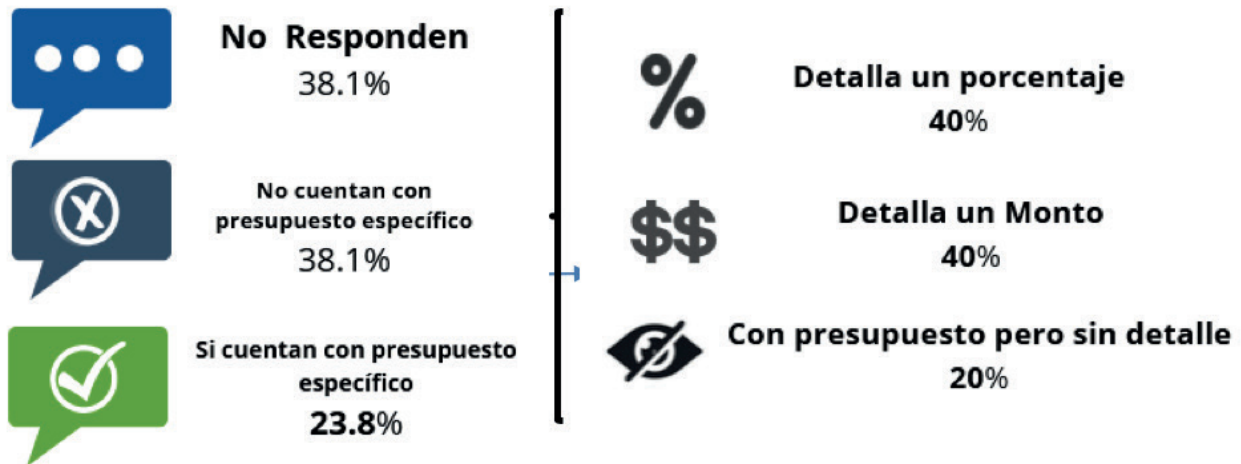 No Responden
38.1%
No cuentan con
presupuesto específico
38.1%
Si cuentan con presupuesto
específico
23.8%
%
Detalla un porcentaje
40%
$$
Detalla un Monto
40%
Con presupuesto pero sin detalle
20%